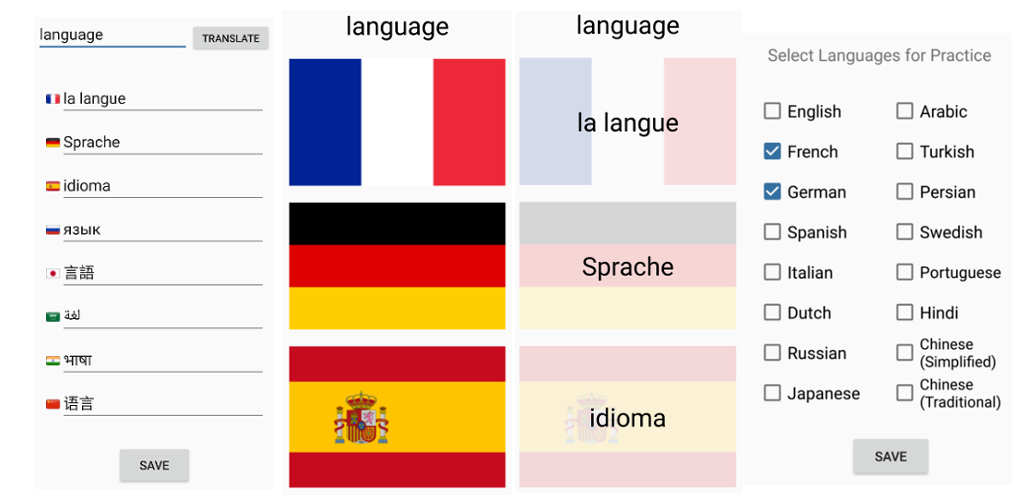 language
TRANSLATE
la langue
Sprache
idioma
язык
言語
لغة
भाषा
语言
SAVE
language
language
la langue
Sprache
idioma
Select Languages for Practice
English
Arabic
French
Turkish
German
Persian
Spanish
Swedish
Italian
Portuguese
Dutch
Hindi
Russian
Chinese
(Simplified)
Japanese
Chinese
(Traditional)
SAVE